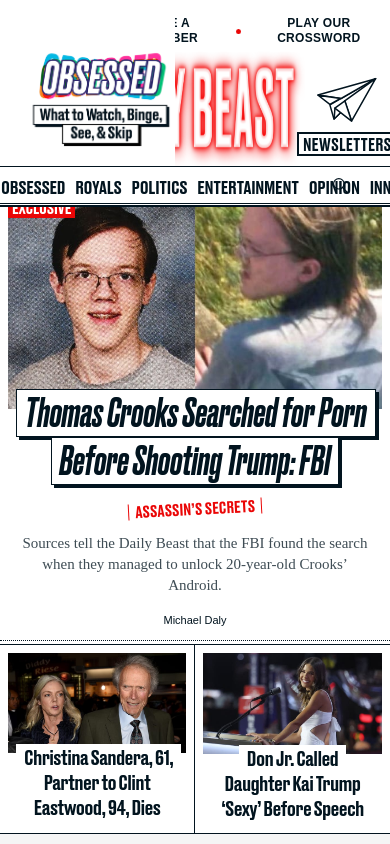 E A
BER
PLAY OUR
CROSSWORD
OBSESSED
What to Watch, Binge,
See, & Skip
Y BEAST
NEWSLETTERS
OBSESSED ROYALS POLITICS ENTERTAINMENT OPINION INN
EXCLUSIVE
Thomas Crooks Searched for Porn
Before Shooting Trump: FBI
ASSASSIN'S SECRETS
Sources tell the Daily Beast that the FBI found the search
when they managed to unlock 20-year-old Crooks’
Android.
Michael Daly
Christina Sandera, 61,
Partner to Clint
Eastwood, 94, Dies
Don Jr. Called
Daughter Kai Trump
‘Sexy’ Before Speech